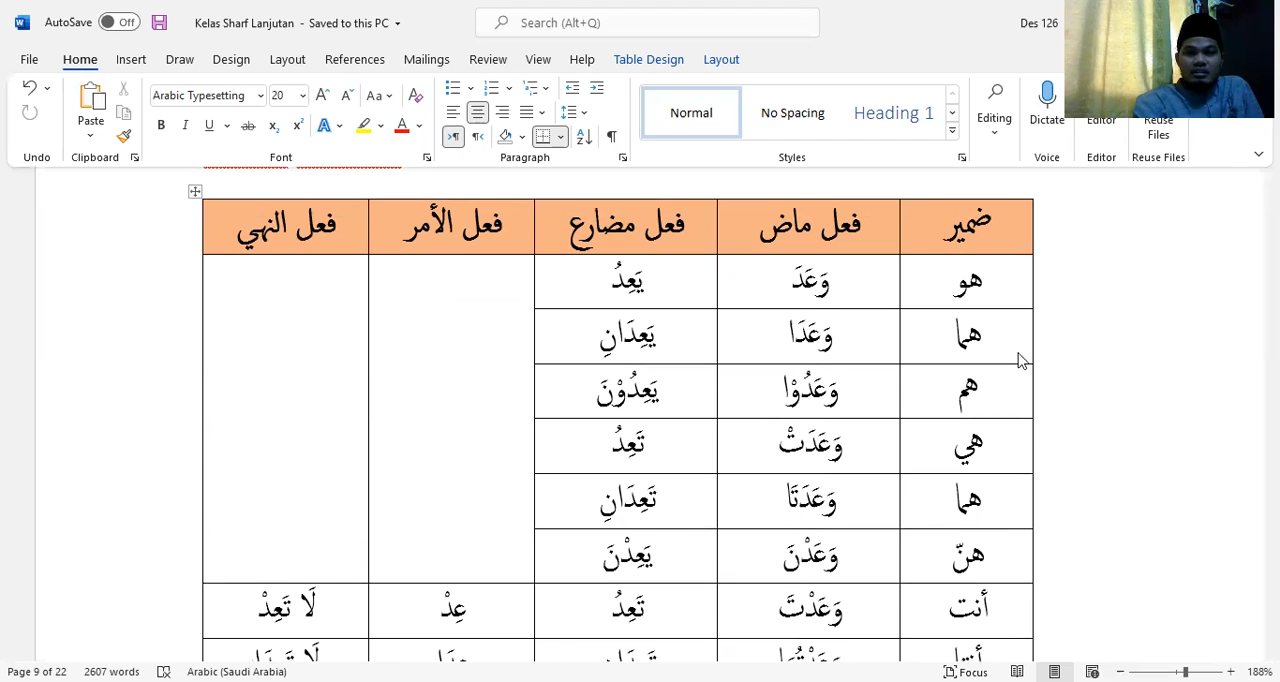 AutoSave Off Kelas Sharf Lanjutan - Saved to this PC Search (Alt+Q) Des 126
File Home Insert Draw Design Layout References Mailings Review View Help Table Design Layout
Paste Arabic Typesetting 20 Aa Normal No Spacing Heading 1 Editing Dictate Editor Reuse Files
Undo Clipboard Font Paragraph Styles Voice Editor Reuse Files
ضمير فعل ماض فعل مضارع فعل الأمر فعل النهي
هو وَعَدَ يَعِدُ
هما وَعَدَا يَعِدَانِ
هم وَعَدُوْا يَعِدُوْنَ
هي وَعَدَتْ تَعِدُ
هما وَعَدَتَا تَعِدَانِ
هنّ وَعَدْنَ يَعِدْنَ
أنت وَعَدْتَ تَعِدُ عِدْ لَا تَعِدْ
Page 9 of 22 2607 words Arabic (Saudi Arabia) Focus 188%